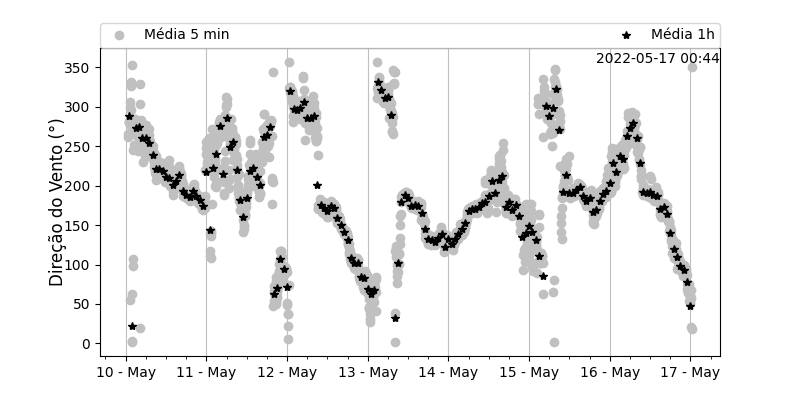 Média 5 min
Média 1h
2022-05-17 00:44
Direção do Vento (°)
350
300
250
200
150
100
50
0
10 - May
11 - May
12 - May
13 - May
14 - May
15 - May
16 - May
17 - May